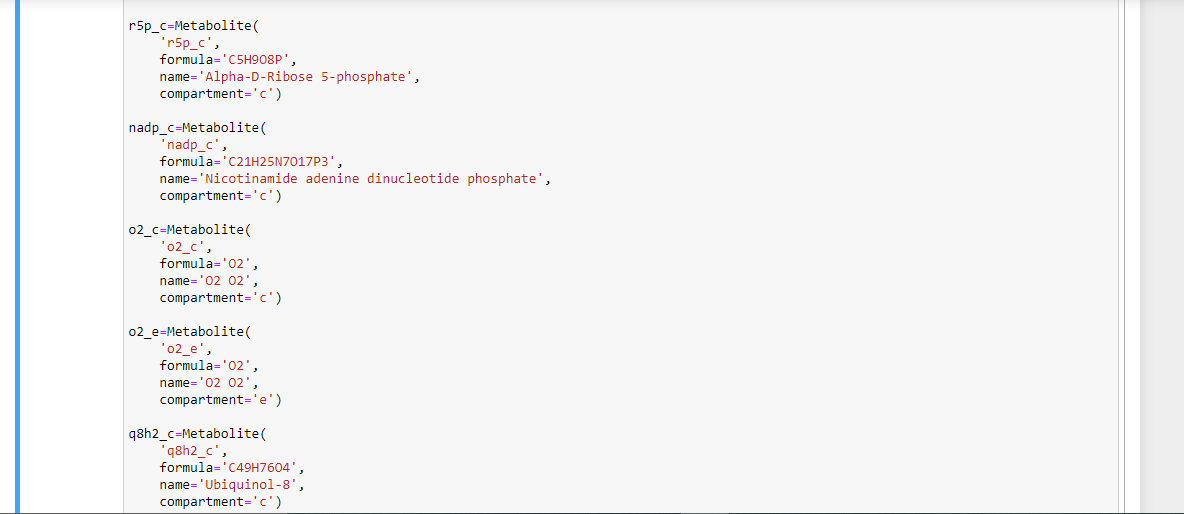 r5p_c=Metabolite(
    'r5p_c',
    formula='C5H9O8P',
    name='Alpha-D-Ribose 5-phosphate',
    compartment='c')
nadp_c=Metabolite(
    'nadp_c',
    formula='C21H25N7O17P3',
    name='Nicotinamide adenine dinucleotide phosphate',
    compartment='c')
o2_c=Metabolite(
    'o2_c',
    formula='O2',
    name='O2 O2',
    compartment='c')
o2_e=Metabolite(
    'o2_e',
    formula='O2',
    name='O2 O2',
    compartment='e')
q8h2_c=Metabolite(
    'q8h2_c',
    formula='C49H76O4',
    name='Ubiquinol-8',
    compartment='c')